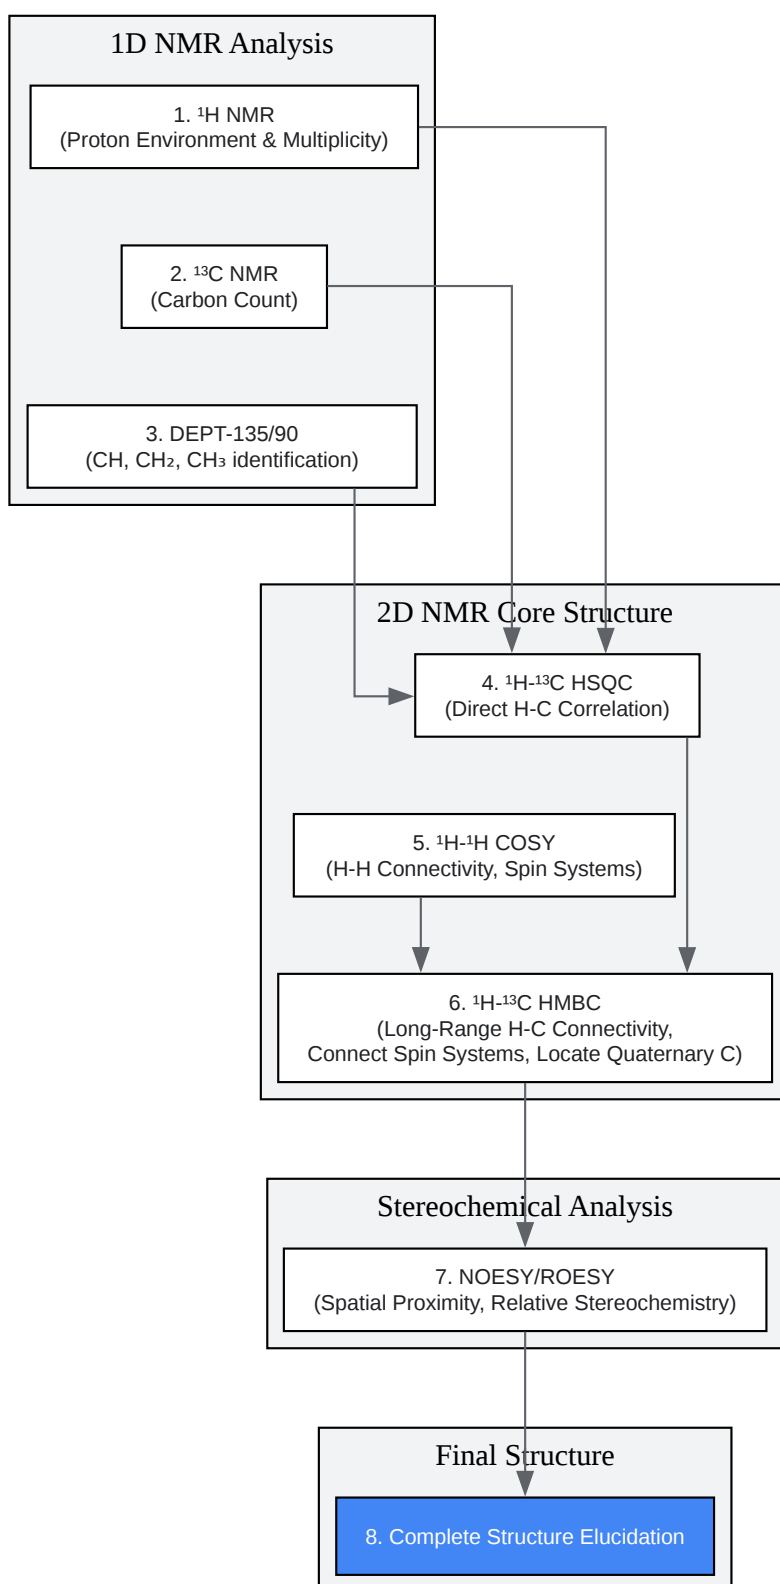 1D NMR Analysis
1. ¹H NMR
(Proton Environment & Multiplicity)
2. ¹³C NMR
(Carbon Count)
3. DEPT-135/90
(CH, CH₂, CH₃ identification)
2D NMR Core Structure
4. ¹H-¹³C HSQC
(Direct H-C Correlation)
5. ¹H-¹H COSY
(H-H Connectivity, Spin Systems)
6. ¹H-¹³C HMBC
(Long-Range H-C Connectivity,
Connect Spin Systems, Locate Quaternary C)
Stereochemical Analysis
7. NOESY/ROESY
(Spatial Proximity, Relative Stereochemistry)
Final Structure
8. Complete Structure Elucidation